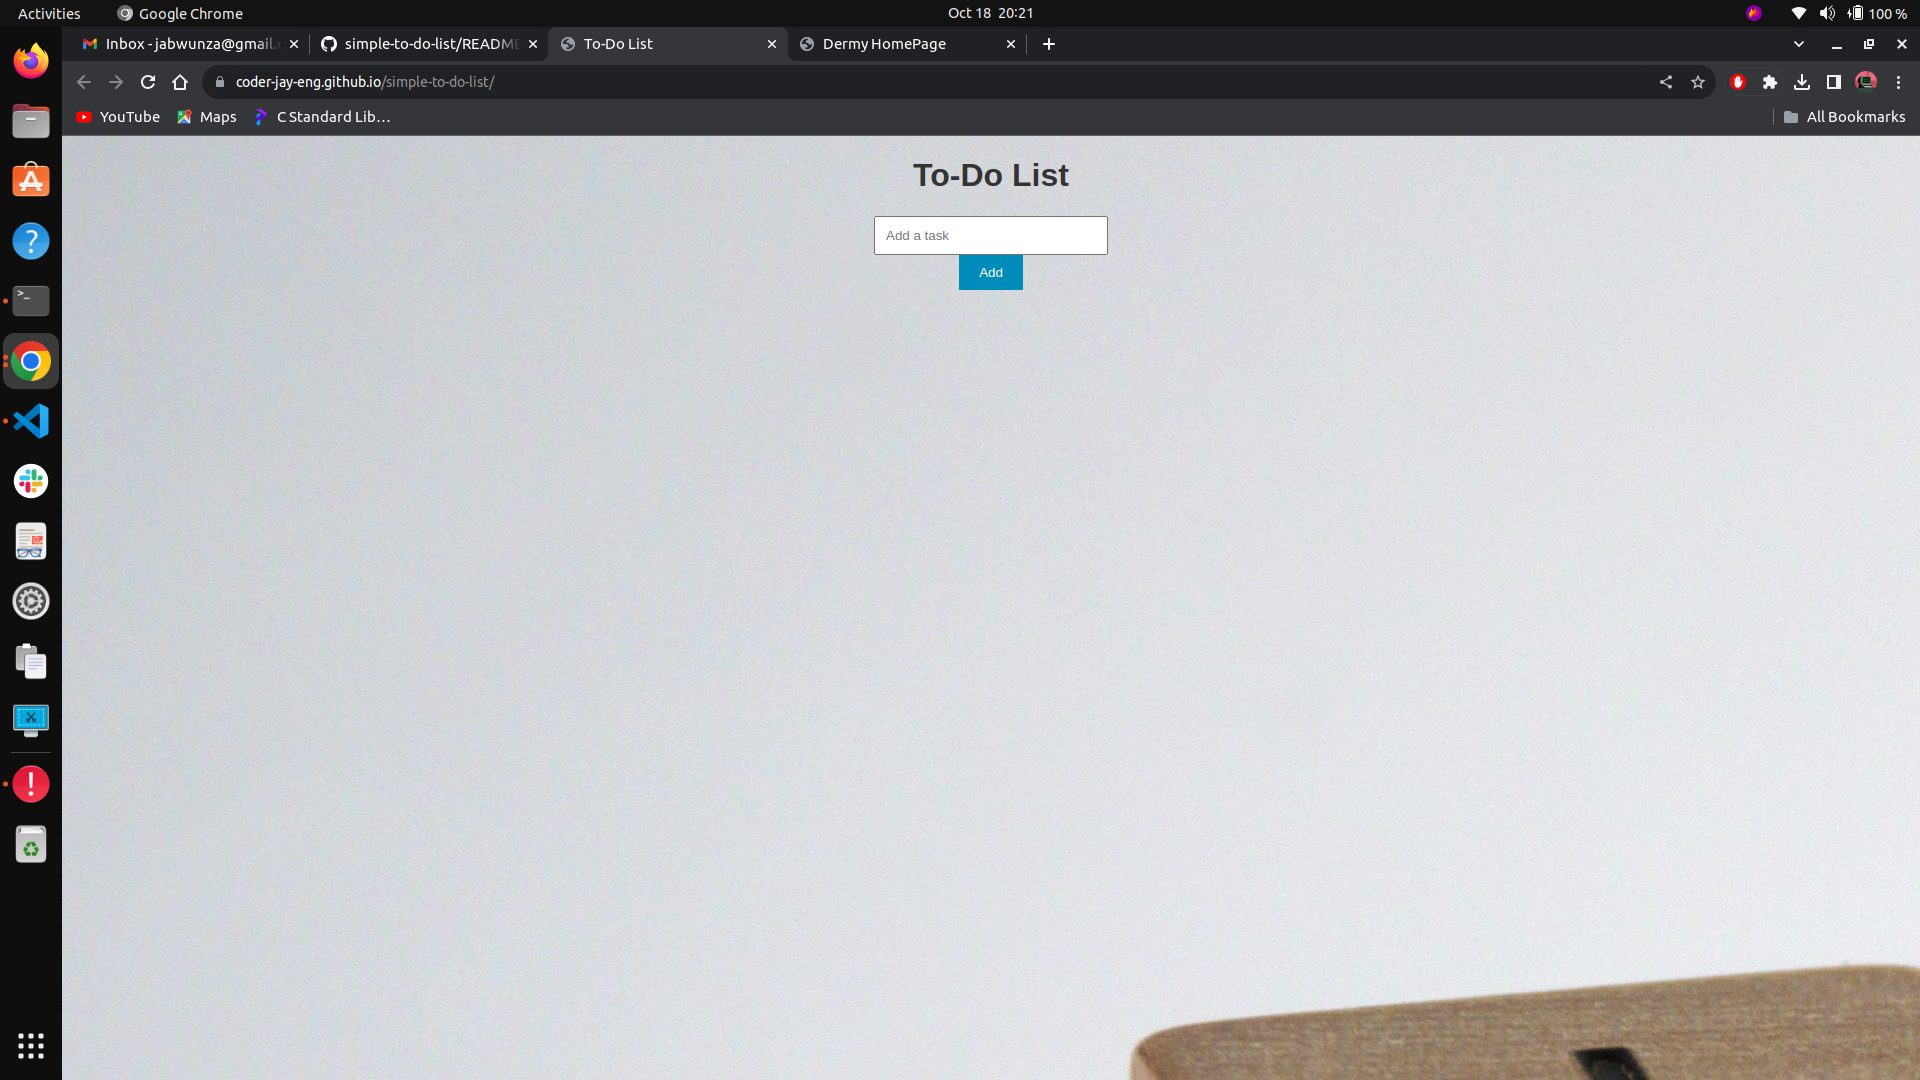 Activities
Google Chrome
Oct 18 20:21
100 %
Inbox - jabwunza@gmail.
simple-to-do-list/README
To-Do List
Dermy HomePage
coder-jay-eng.github.io/simple-to-do-list/
YouTube
Maps
C Standard Lib…
All Bookmarks
To-Do List
Add a task
Add